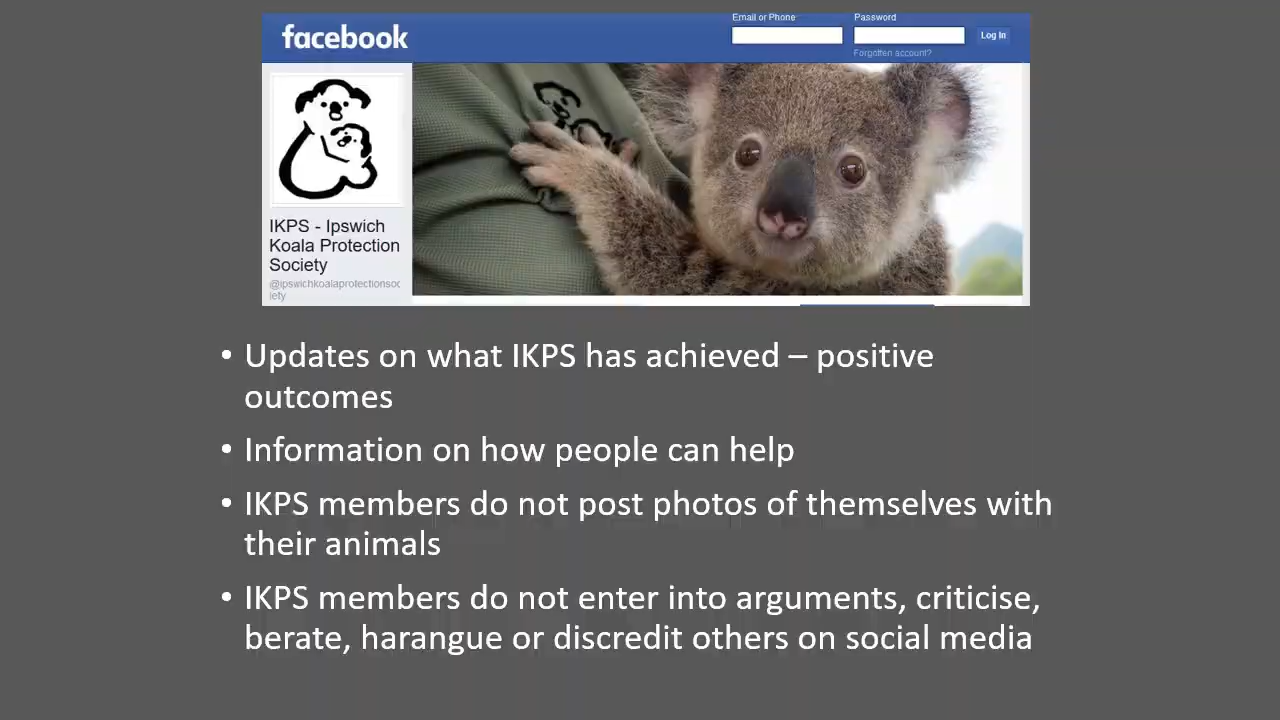 facebook
Email or Phone
Password
Log In
Forgotten account?
IKPS - Ipswich
Koala Protection
Society
@ipswichkoalaprotectionsoc
iety
• Updates on what IKPS has achieved – positive
outcomes
• Information on how people can help
• IKPS members do not post photos of themselves with
their animals
• IKPS members do not enter into arguments, criticise,
berate, harangue or discredit others on social media